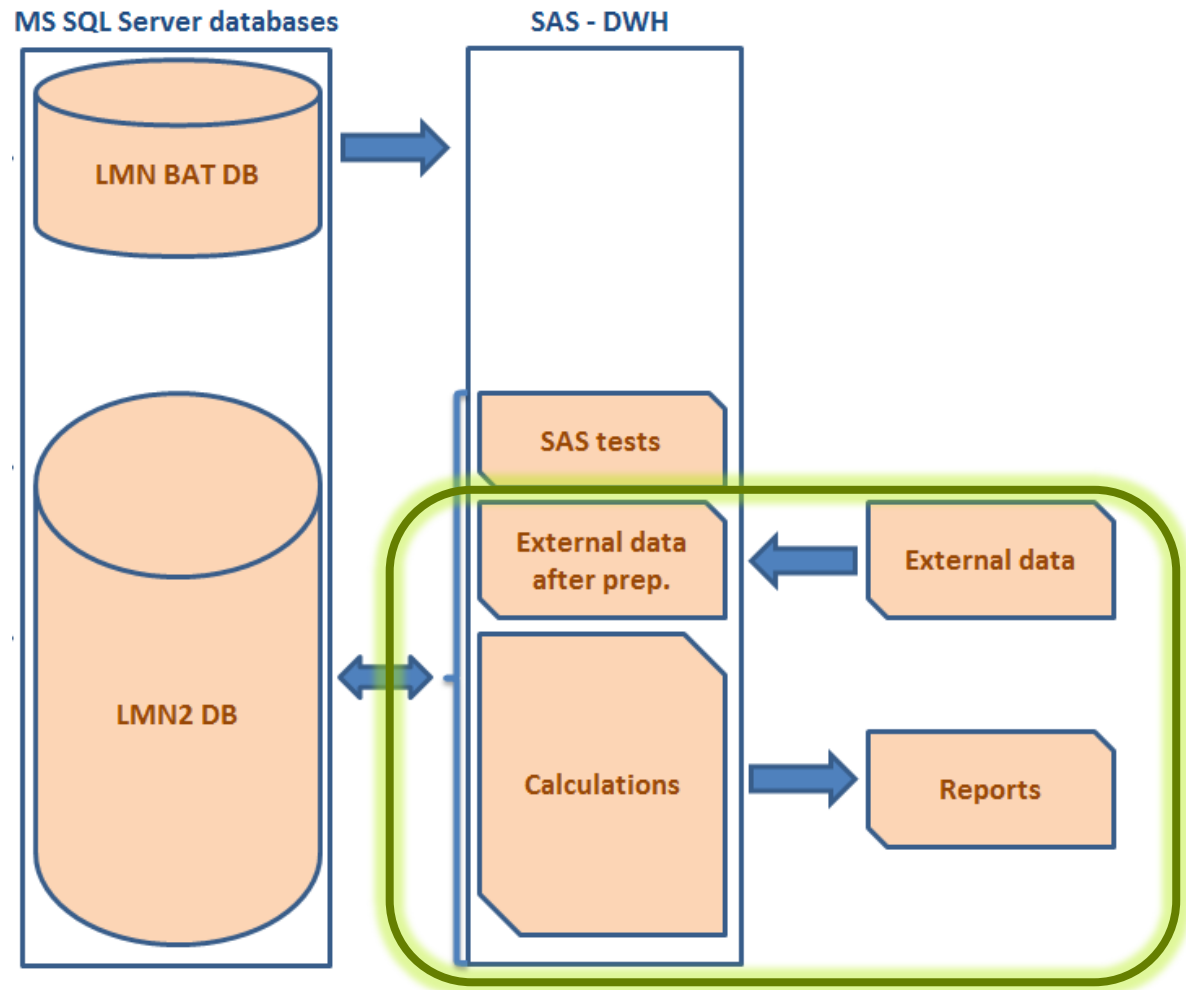 MS SQL Server databases
SAS - DWH
LMN BAT DB
SAS tests
External data
after prep.
External data
LMN2 DB
Calculations
Reports